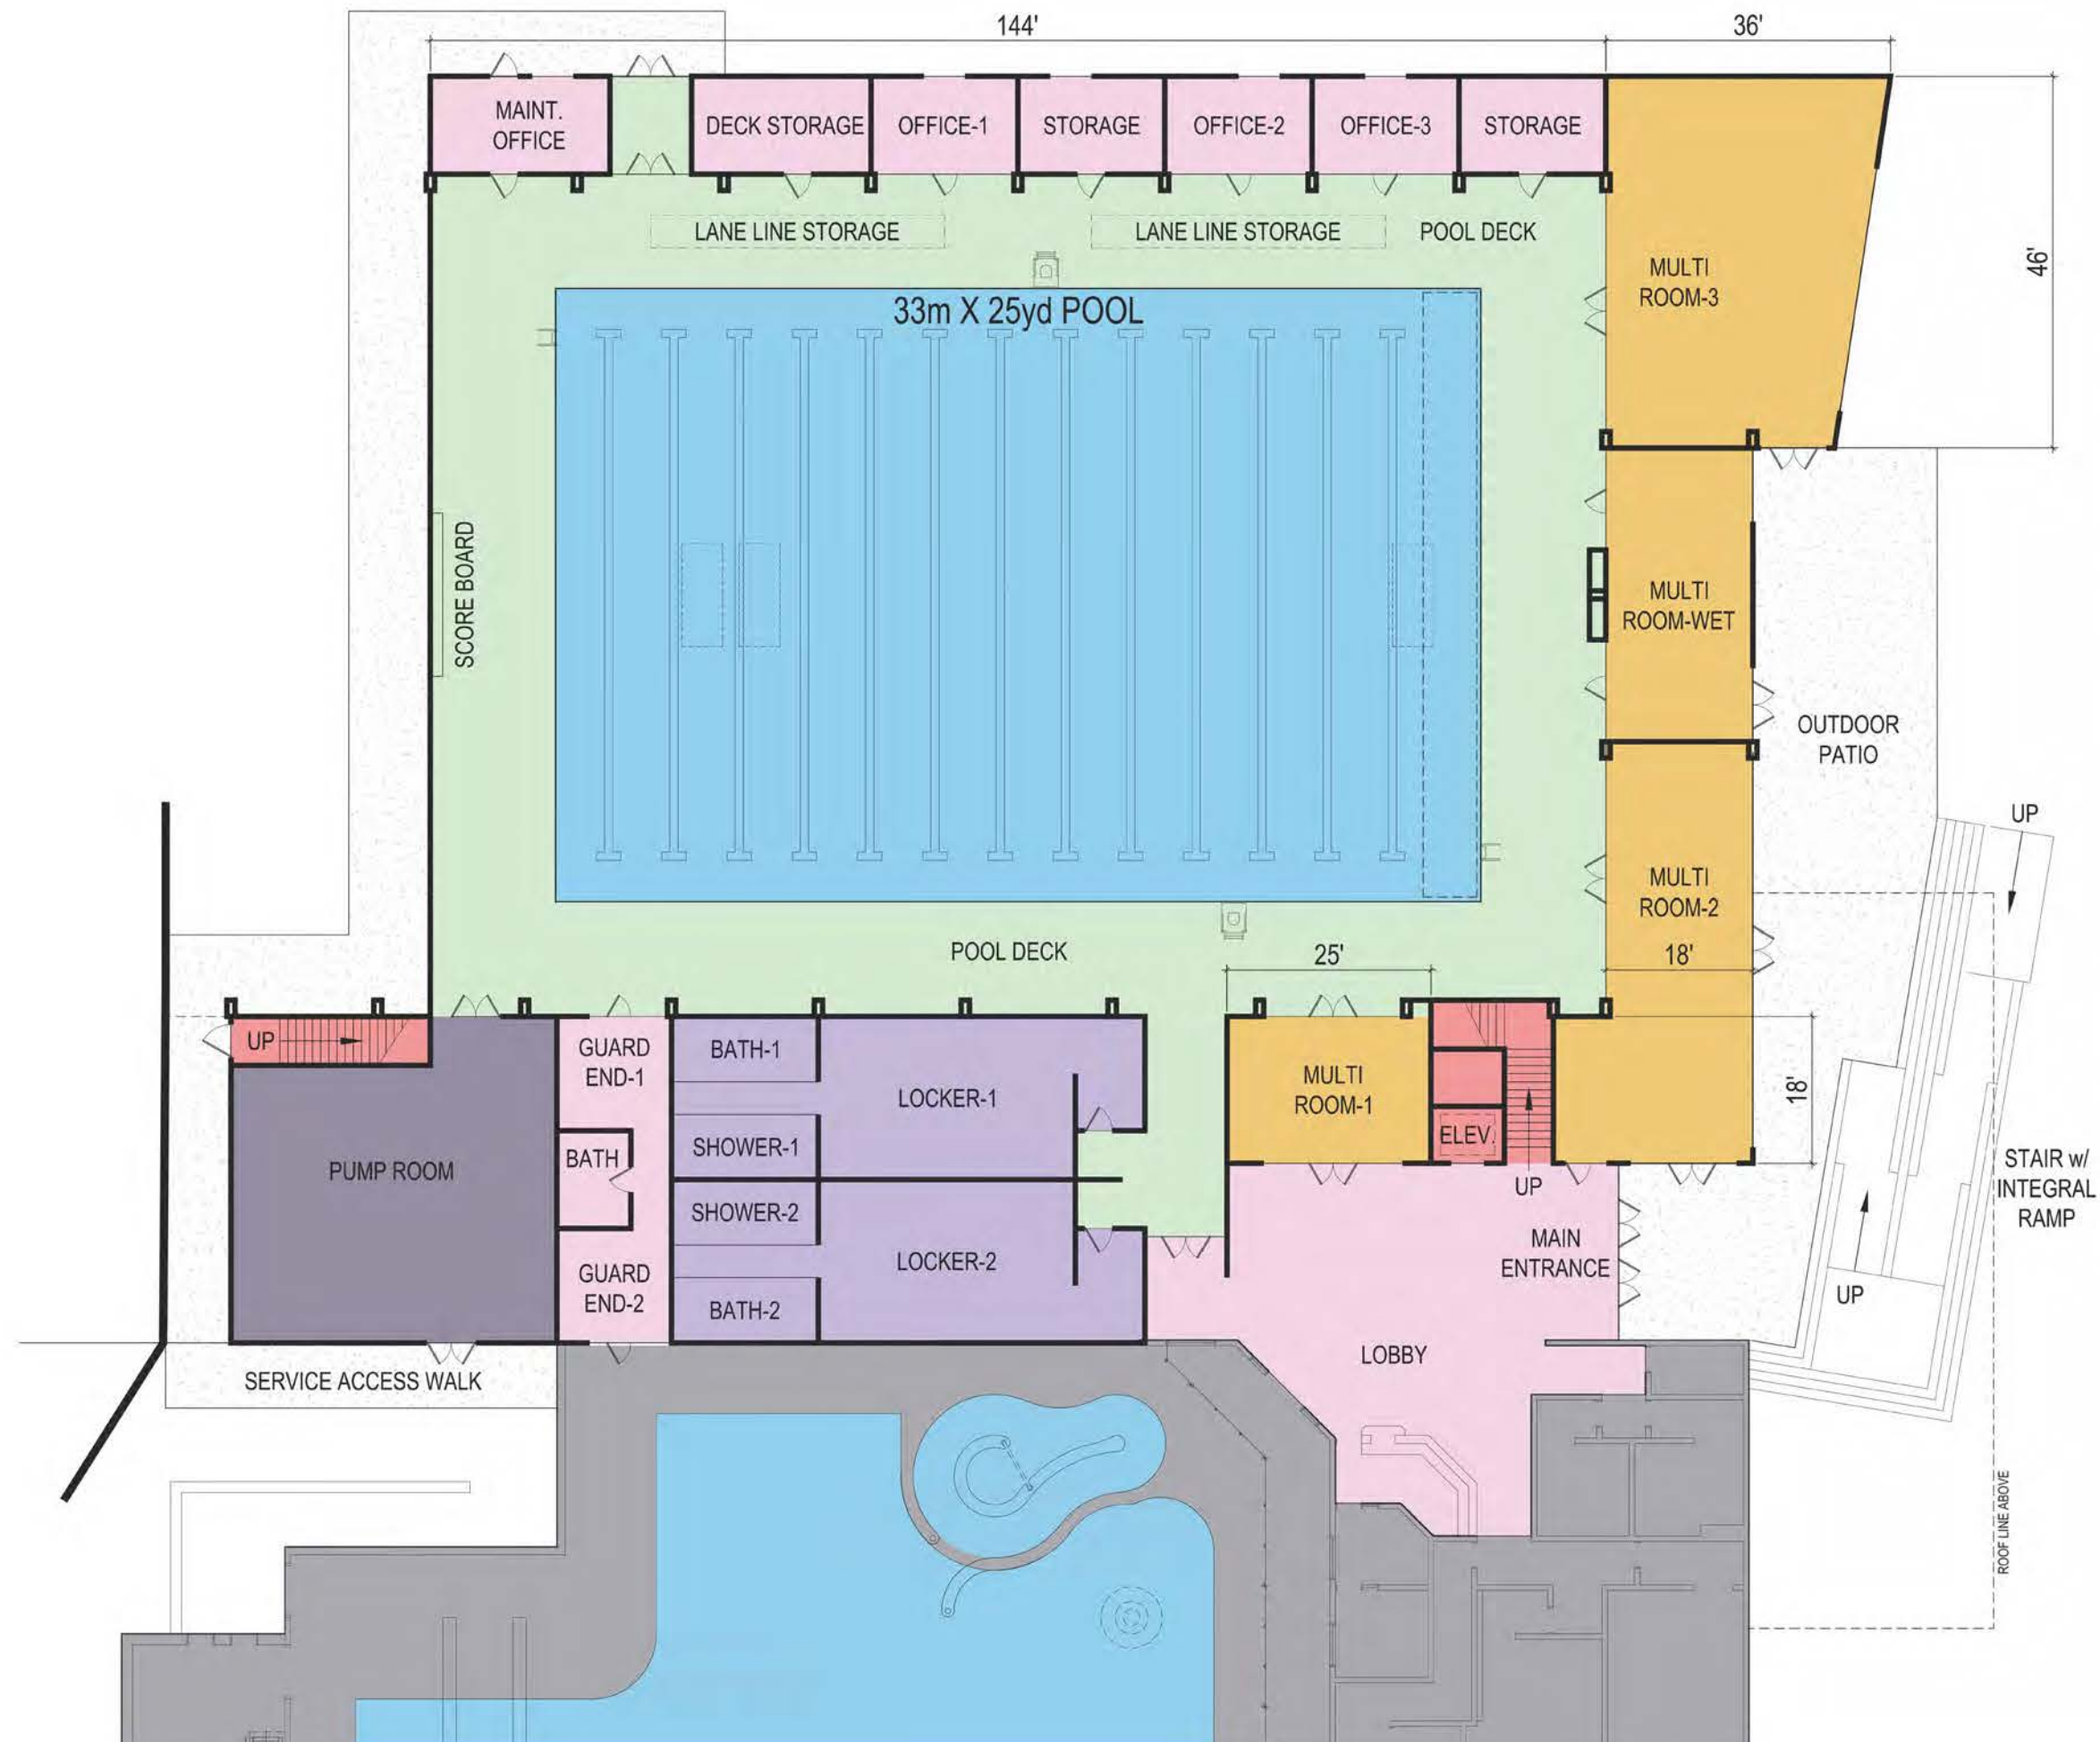 144'
36'
MAINT.
OFFICE
DECK STORAGE
OFFICE-1
STORAGE
OFFICE-2
OFFICE-3
STORAGE
LANE LINE STORAGE
LANE LINE STORAGE
POOL DECK
MULTI
ROOM-3
46'
33m X 25yd POOL
SCORE BOARD
MULTI
ROOM-WET
OUTDOOR
PATIO
UP
MULTI
ROOM-2
POOL DECK
25'
18'
UP
GUARD
END-1
BATH-1
LOCKER-1
MULTI
ROOM-1
18'
ELEV.
PUMP ROOM
BATH
SHOWER-1
UP
STAIR w/
INTEGRAL
RAMP
SHOWER-2
MAIN
ENTRANCE
GUARD
END-2
LOCKER-2
BATH-2
UP
LOBBY
SERVICE ACCESS WALK
ROOF LINE ABOVE